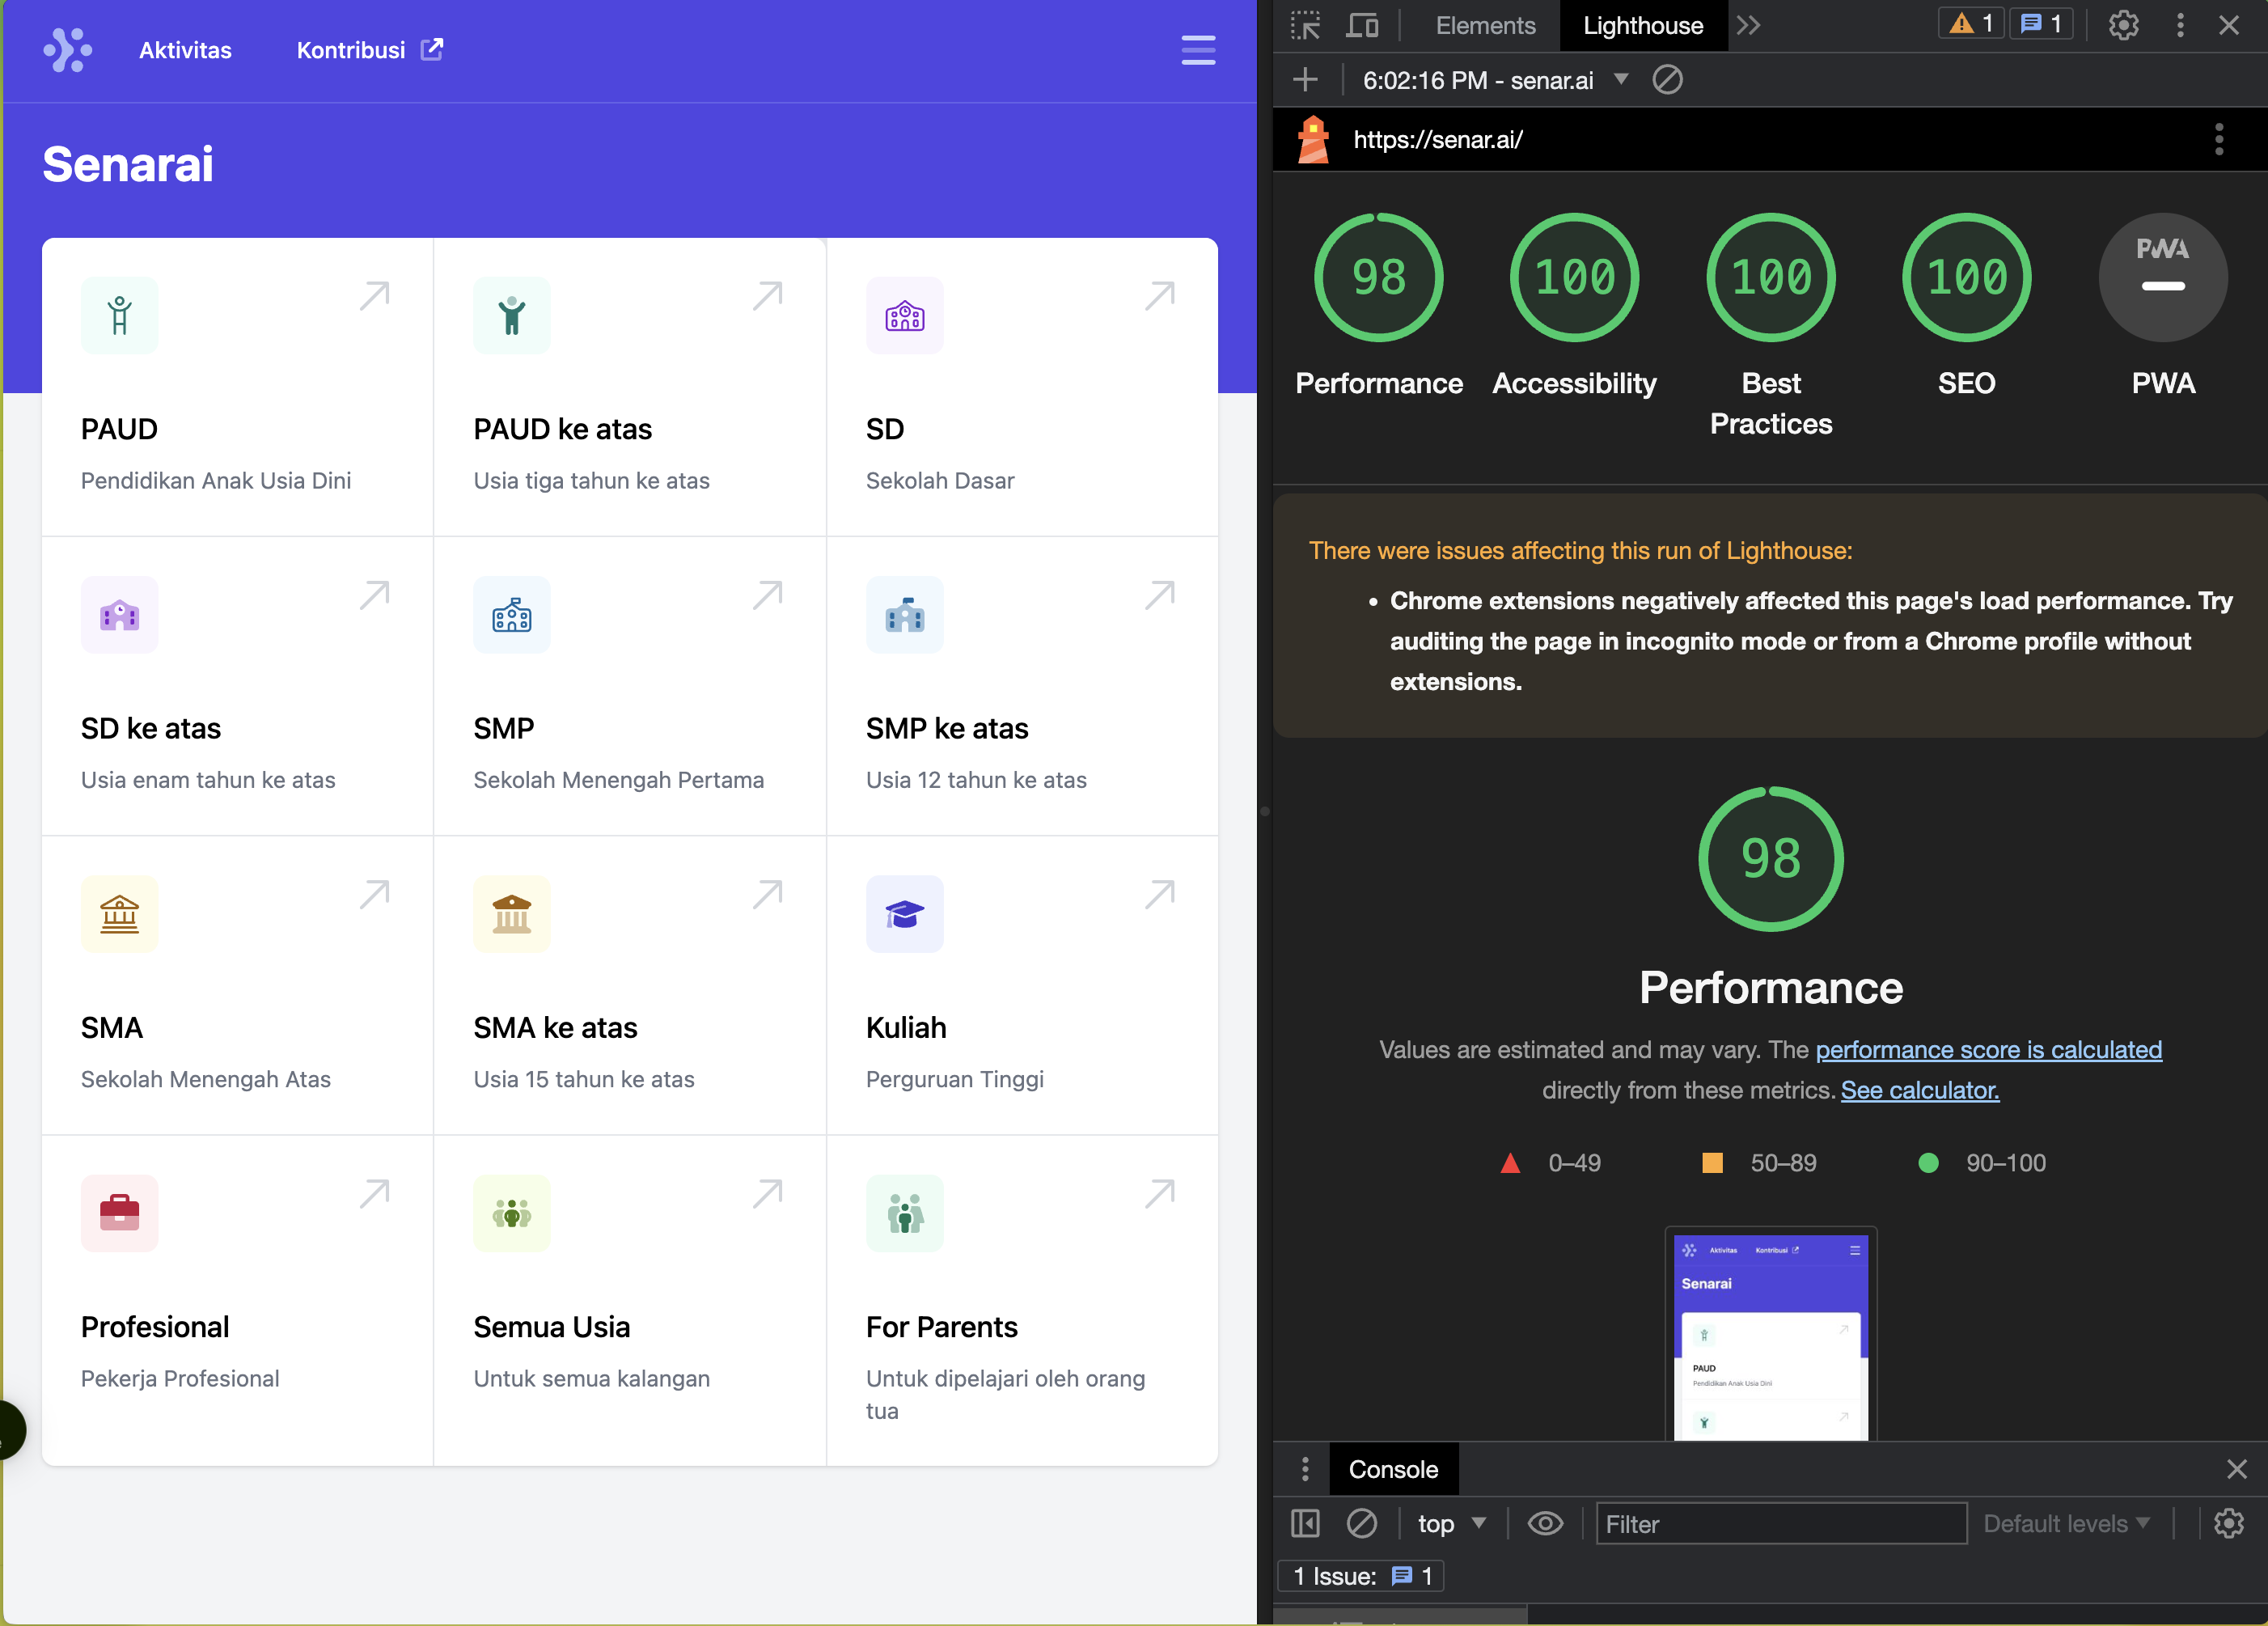 Aktivitas
Kontribusi
Senarai
PAUD
Pendidikan Anak Usia Dini
PAUD ke atas
Usia tiga tahun ke atas
SD
Sekolah Dasar
SD ke atas
Usia enam tahun ke atas
SMP
Sekolah Menengah Pertama
SMP ke atas
Usia 12 tahun ke atas
SMA
Sekolah Menengah Atas
SMA ke atas
Usia 15 tahun ke atas
Kuliah
Perguruan Tinggi
Profesional
Pekerja Profesional
Semua Usia
Untuk semua kalangan
For Parents
Untuk dipelajari oleh orang
tua
Elements
Lighthouse
1
1
6:02:16 PM - senar.ai
https://senar.ai/
98
Performance
100
Accessibility
100
Best
Practices
100
SEO
PWA
PWA
There were issues affecting this run of Lighthouse:
Chrome extensions negatively affected this page's load performance. Try
auditing the page in incognito mode or from a Chrome profile without
extensions.
98
Performance
Values are estimated and may vary. The performance score is calculated
directly from these metrics. See calculator.
0–49
50–89
90–100
Aktivitas
Kontribusi
Senarai
PAUD
Pendidikan Anak Usia Dini
Console
top
Filter
Default levels
1 Issue: 1